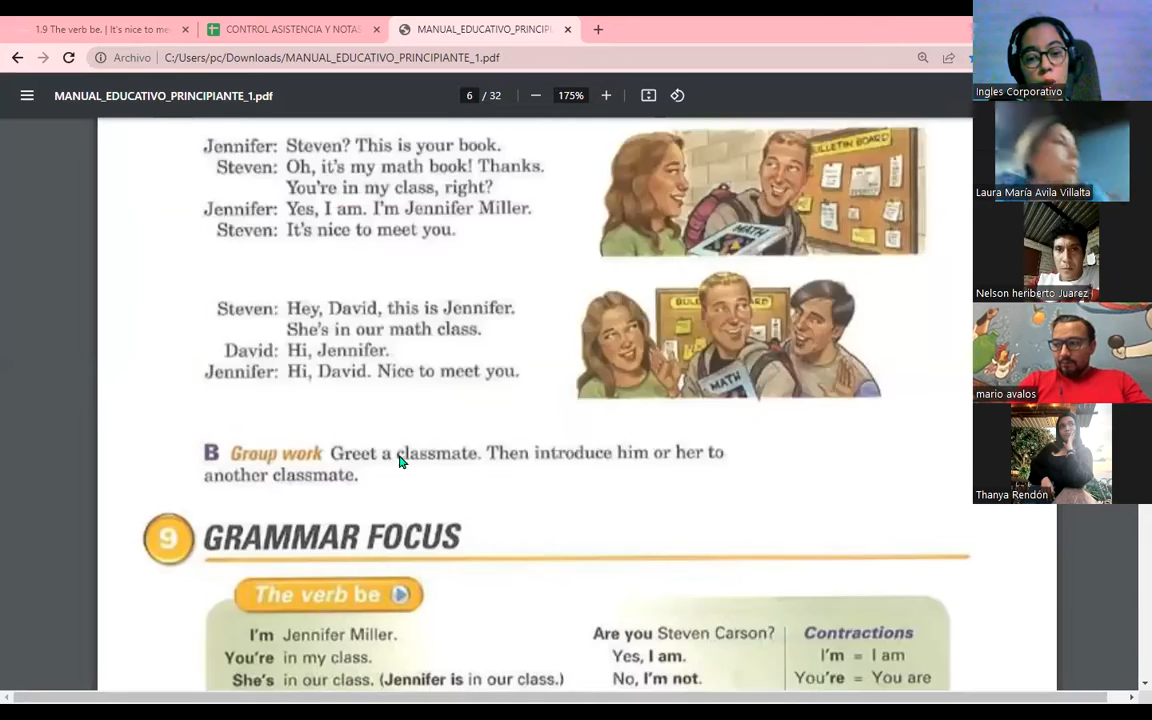 1.9 The verb be. | It's nice to me
CONTROL ASISTENCIA Y NOTAS
MANUAL_EDUCATIVO_PRINCIPI
Archivo
C:/Users/pc/Downloads/MANUAL_EDUCATIVO_PRINCIPIANTE_1.pdf
MANUAL_EDUCATIVO_PRINCIPIANTE_1.pdf
6 / 32
175%
Jennifer: Steven? This is your book.
Steven: Oh, it's my math book! Thanks.
You're in my class, right?
Jennifer: Yes, I am. I'm Jennifer Miller.
Steven: It's nice to meet you.
BULLETIN BOARD
MATH
Steven: Hey, David, this is Jennifer.
She's in our math class.
David: Hi, Jennifer.
Jennifer: Hi, David. Nice to meet you.
MATH
B Group work Greet a classmate. Then introduce him or her to
another classmate.
9 GRAMMAR FOCUS
The verb be
I'm Jennifer Miller.
You're in my class.
She's in our class. (Jennifer is in our class.)
Are you Steven Carson?
Yes, I am.
No, I'm not.
Contractions
I'm = I am
You're = You are
Ingles Corporativo
Laura María Avila Villalta
Nelson heriberto Juarez
mario avalos
Thanya Rendón